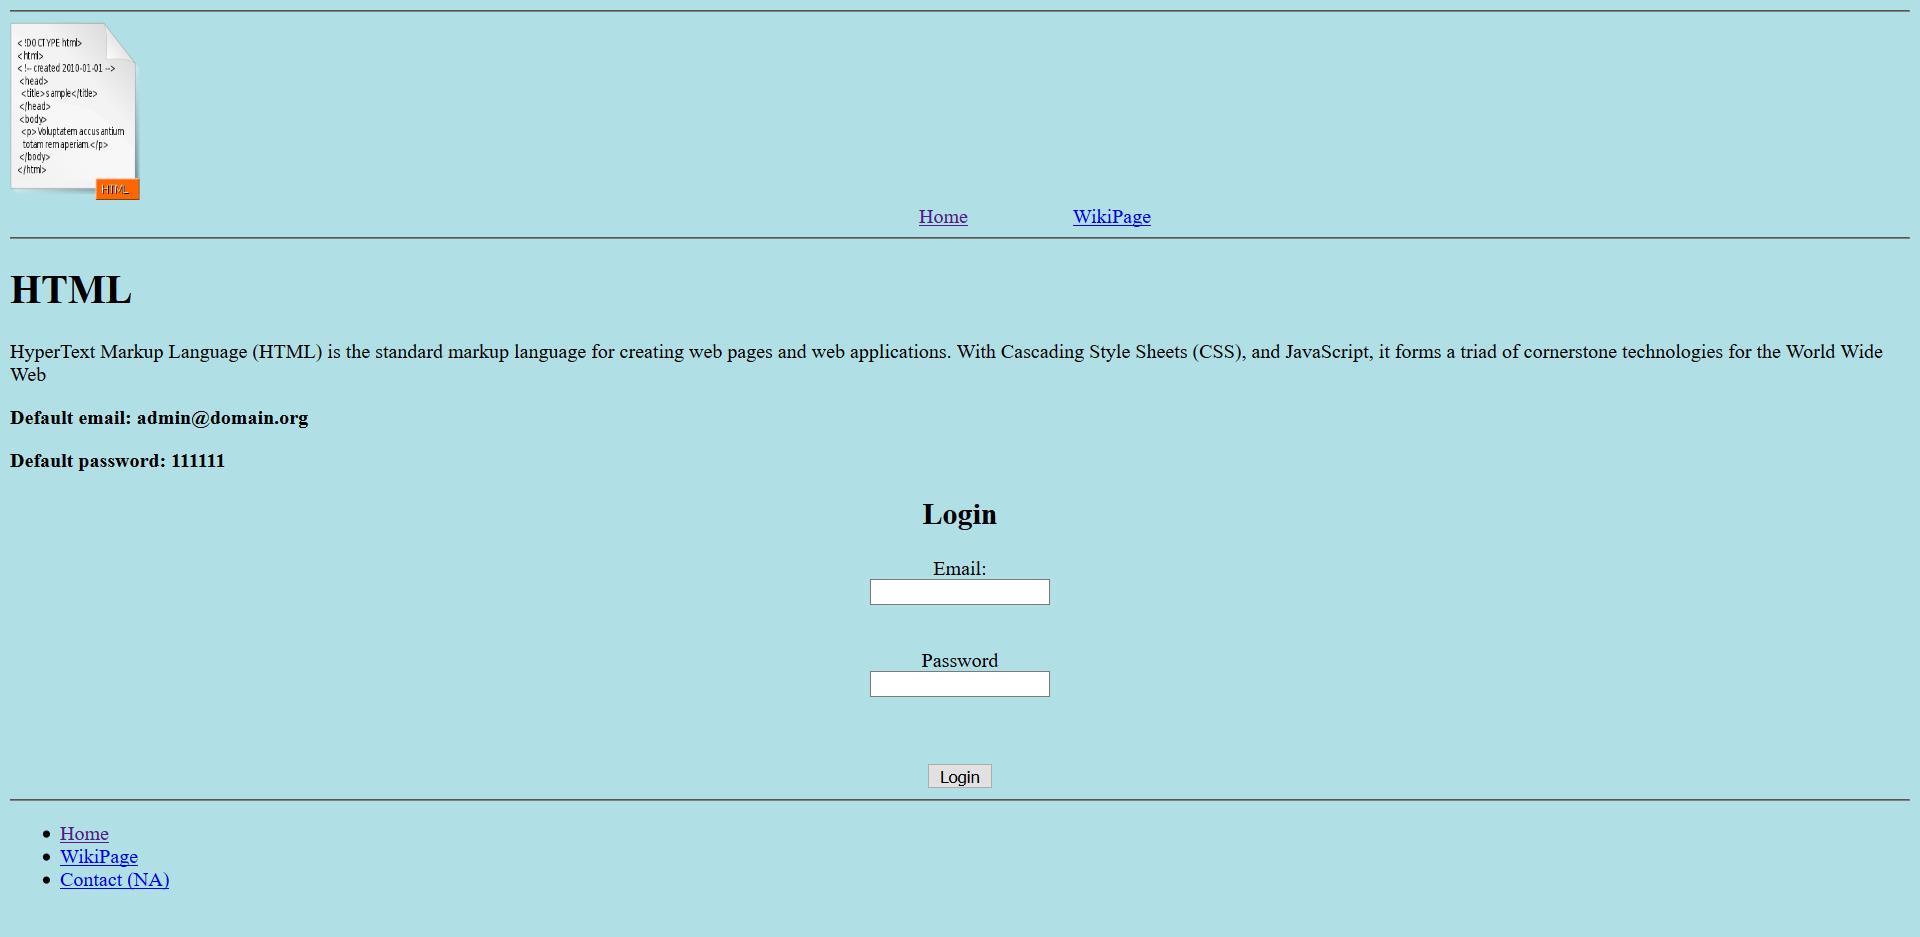 <!DOCTYPE html>
<html>
<!-- created 2010-01-01 -->
<head>
<title>sample</title>
</head>
<body>
<p>Voluptatem accusantium
totam rem aperiam.</p>
</body>
</html>
HTML
Home WikiPage
HTML
HyperText Markup Language (HTML) is the standard markup language for creating web pages and web applications. With Cascading Style Sheets (CSS), and JavaScript, it forms a triad of cornerstone technologies for the World Wide
Web
Default email: admin@domain.org
Default password: 111111
Login
Email:
Password
Login
Home
WikiPage
Contact (NA)